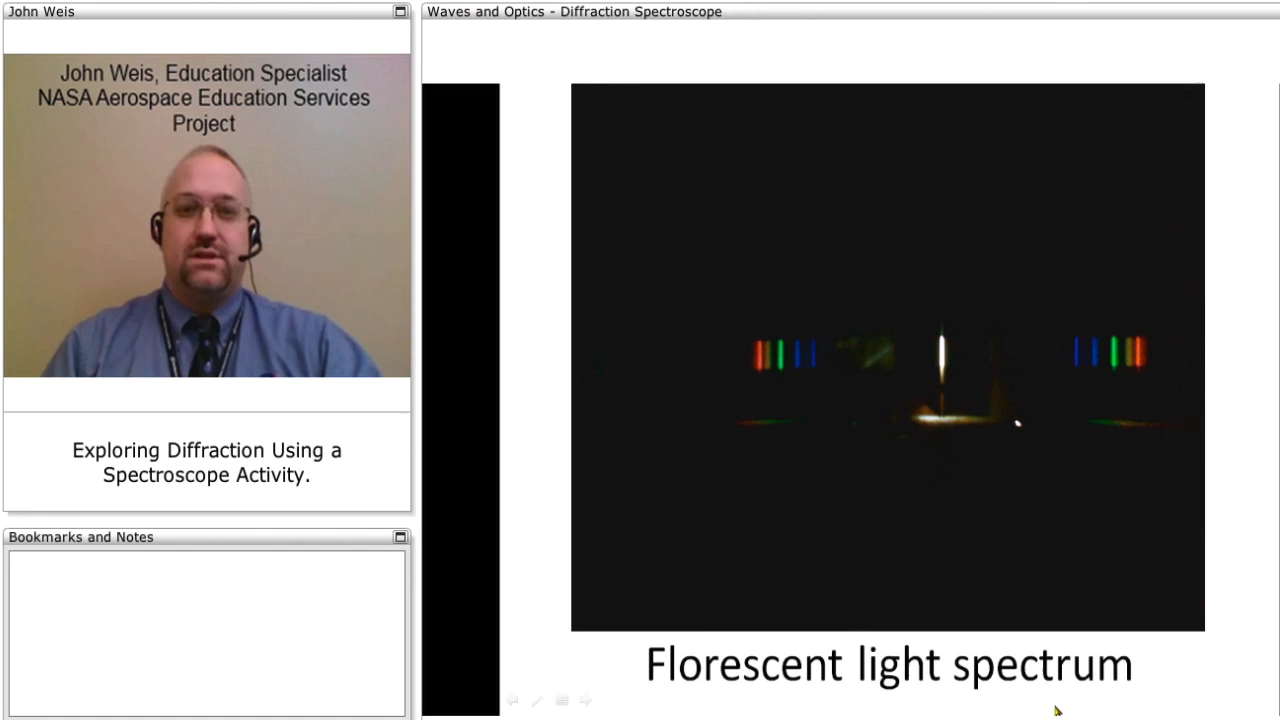 John Weis
John Weis, Education Specialist
NASA Aerospace Education Services
Project
Exploring Diffraction Using a
Spectroscope Activity.
Bookmarks and Notes
Waves and Optics - Diffraction Spectroscope
Florescent light spectrum